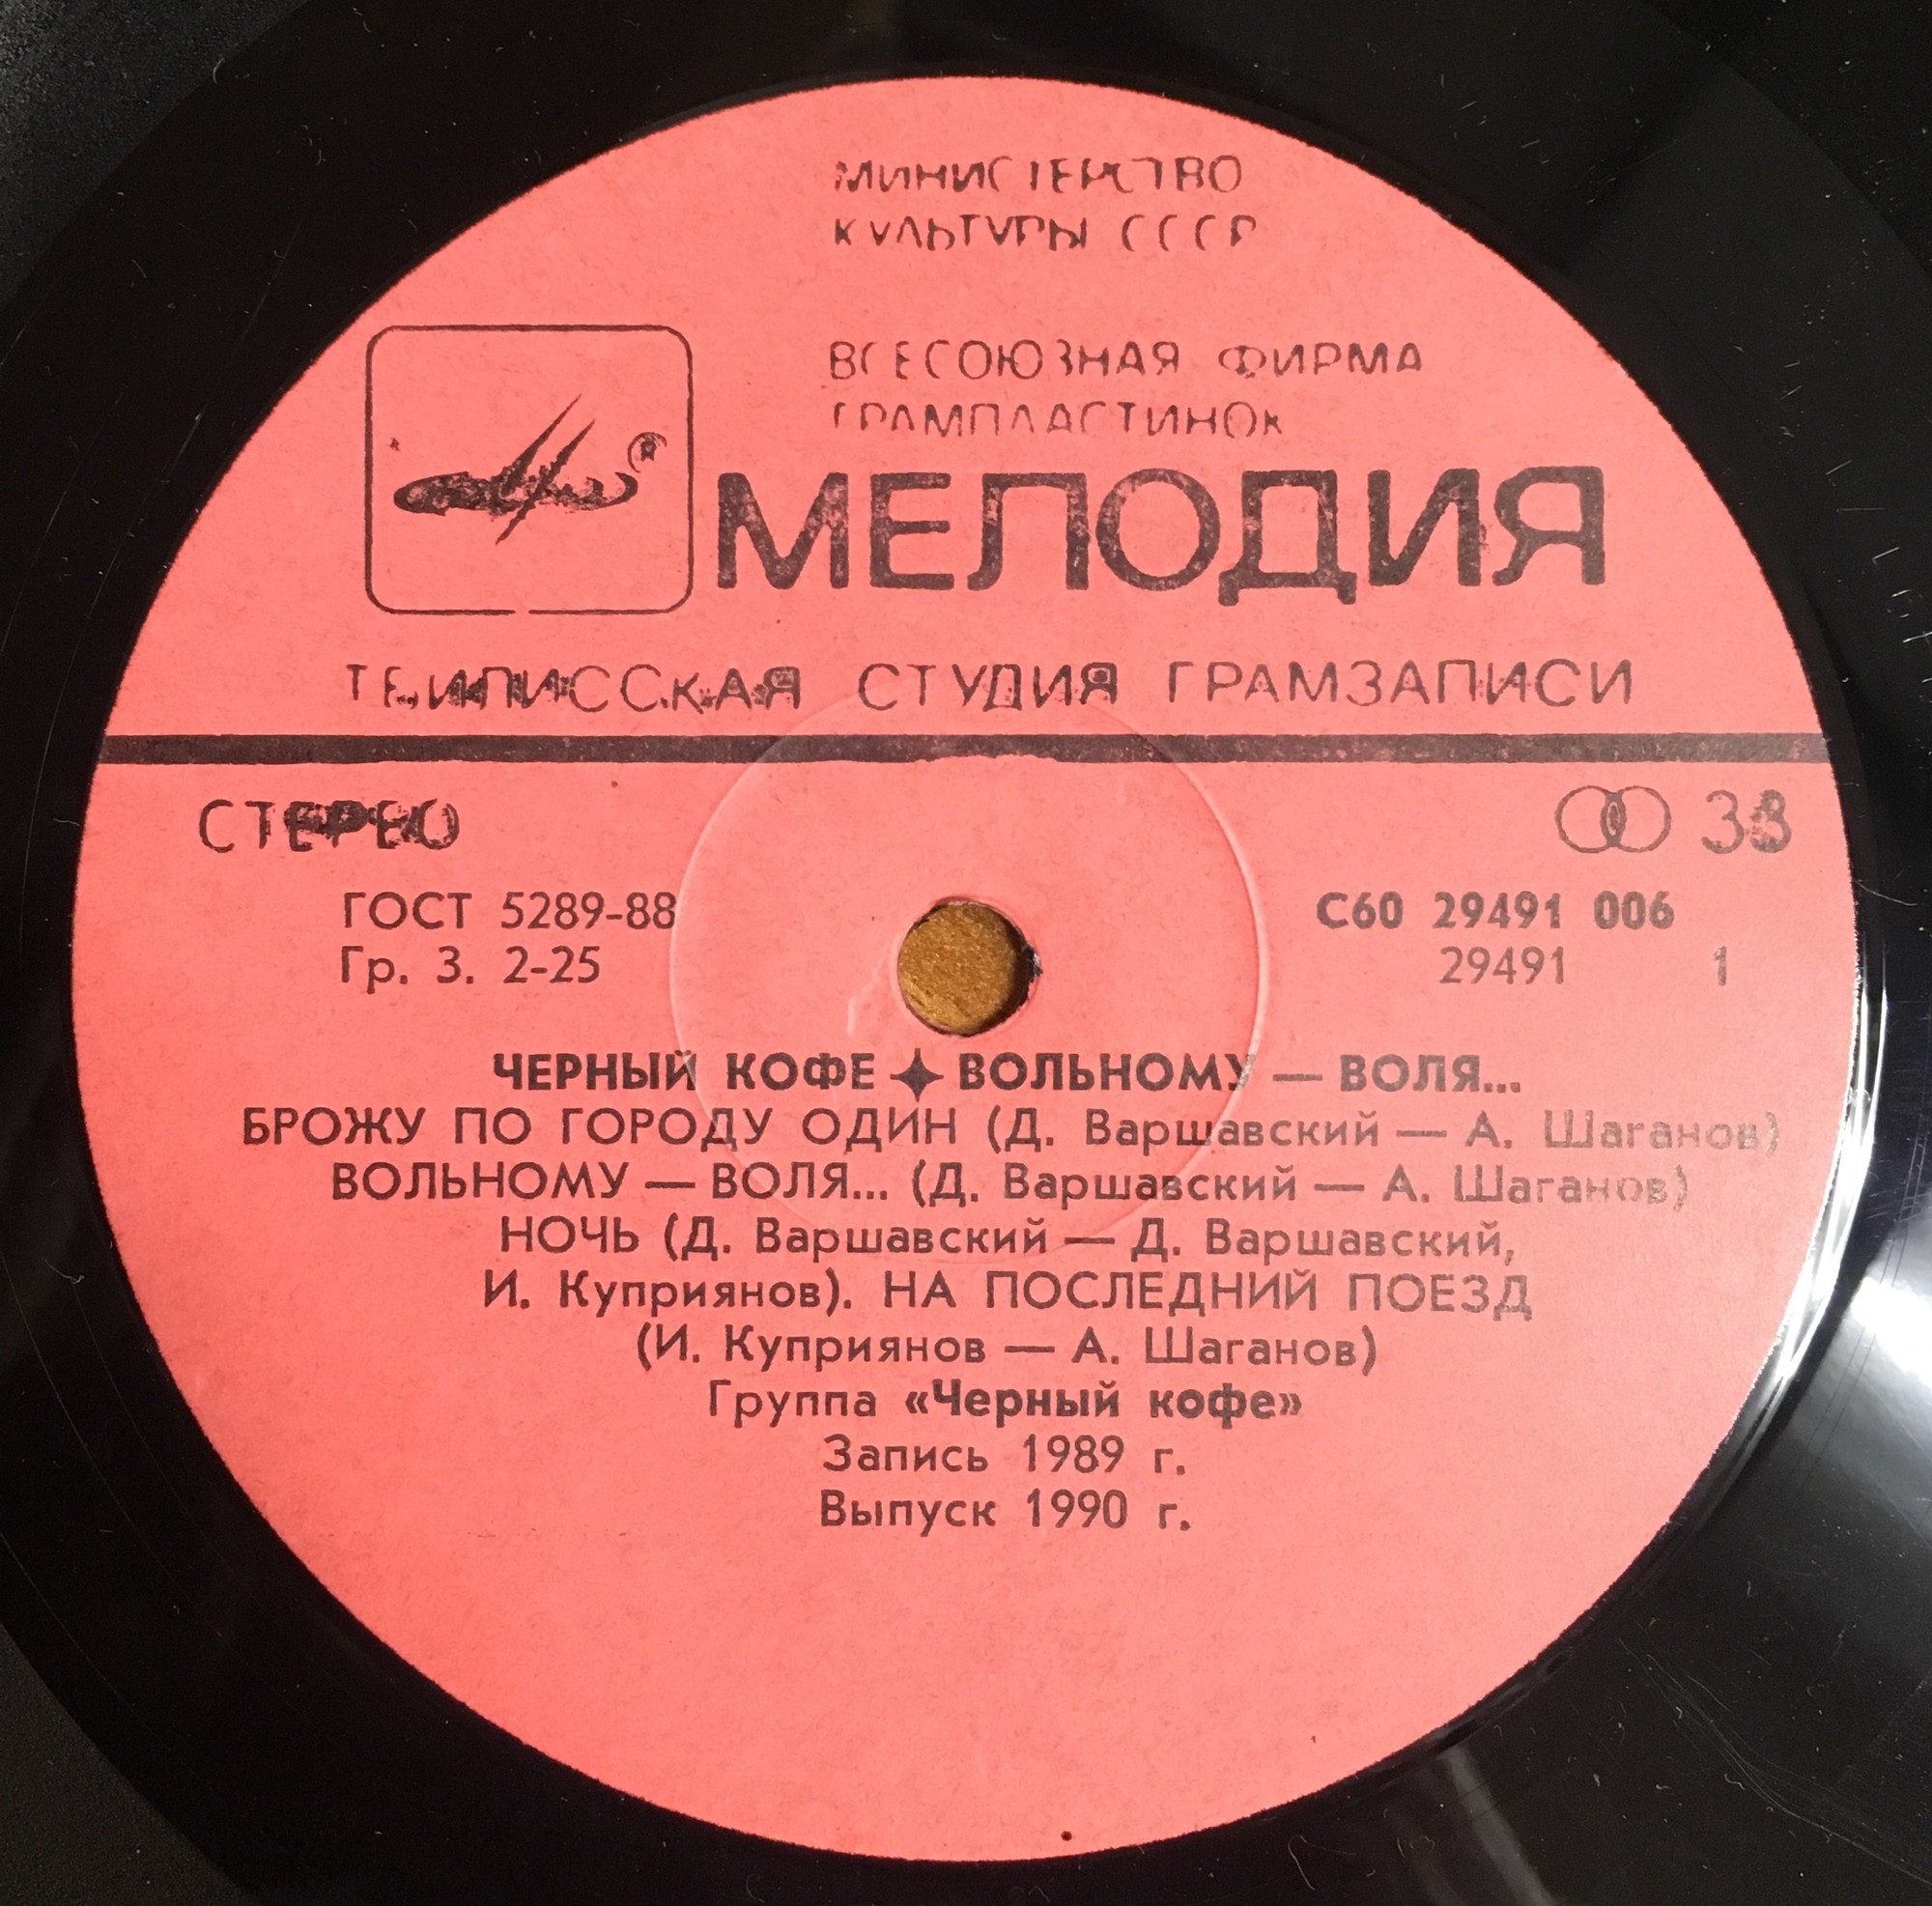 МИНИСТЕРСТВО
КУЛЬТУРЫ СССР
ВСЕСОЮЗНАЯ ФИРМА
ГРАМПЛАСТИНОК
МЕЛОДИЯ
СТУДИЯ ГРАМЗАПИСИ
СТЕРЕО
33
ГОСТ 5289-88
С60 29491 006
Гр. 3. 2-25
29491 1
ЧЕРНЫЙ КОФЕ ✦ ВОЛЬНОМУ — ВОЛЯ...
БРОЖУ ПО ГОРОДУ ОДИН (Д. Варшавский — А. Шаганов)
ВОЛЬНОМУ — ВОЛЯ... (Д. Варшавский — А. Шаганов)
НОЧЬ (Д. Варшавский — Д. Варшавский,
И. Куприянов). НА ПОСЛЕДНИЙ ПОЕЗД
(И. Куприянов — А. Шаганов)
Группа «Черный кофе»
Запись 1989 г.
Выпуск 1990 г.